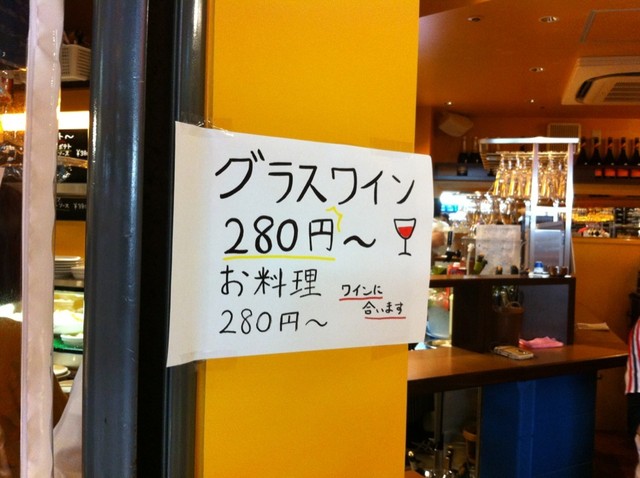 グラスワイン
280円～
お料理
280円～
ワインに
合います